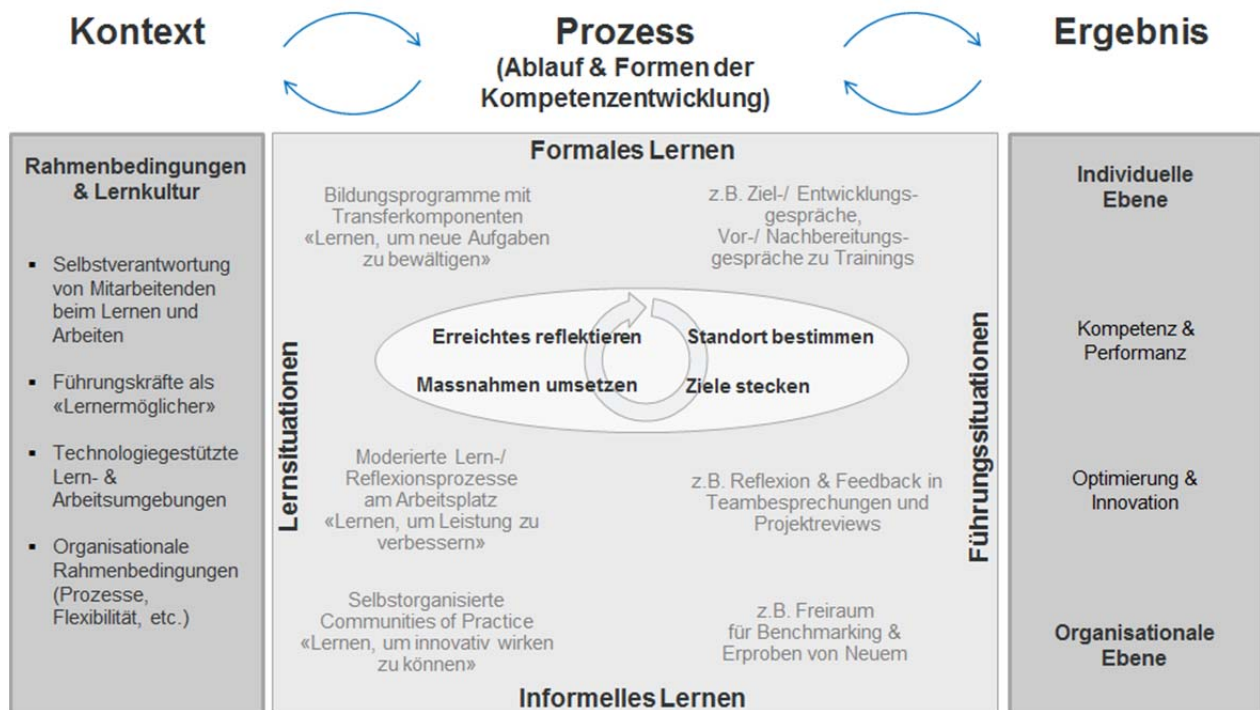 Kontext
Prozess
(Ablauf & Formen der
Kompetenzentwicklung)
Ergebnis
Rahmenbedingungen
& Lernkultur
▪ Selbstverantwortung
von Mitarbeitenden
beim Lernen und
Arbeiten
▪ Führungskräfte als
«Lernermöglicher»
▪ Technologiegestützte
Lern- &
Arbeitsumgebungen
▪ Organisationale
Rahmenbedingungen
(Prozesse,
Flexibilität, etc.)
Formales Lernen
Lernsituationen
Bildungsprogramme mit
Transferkomponenten
«Lernen, um neue Aufgaben
zu bewältigen»
z.B. Ziel-/ Entwicklungs-
gespräche,
Vor-/ Nachbereitungs-
gespräche zu Trainings
Erreichtes reflektieren
Standort bestimmen
Massnahmen umsetzen
Ziele stecken
Moderierte Lern-/
Reflexionsprozesse
am Arbeitsplatz
«Lernen, um Leistung zu
verbessern»
z.B. Reflexion & Feedback in
Teambesprechungen und
Projektreviews
Selbstorganisierte
Communities of Practice
«Lernen, um innovativ wirken
zu können»
z.B. Freiraum
für Benchmarking &
Erproben von Neuem
Führungssituationen
Informelles Lernen
Individuelle
Ebene
Kompetenz &
Performanz
Optimierung &
Innovation
Organisationale
Ebene